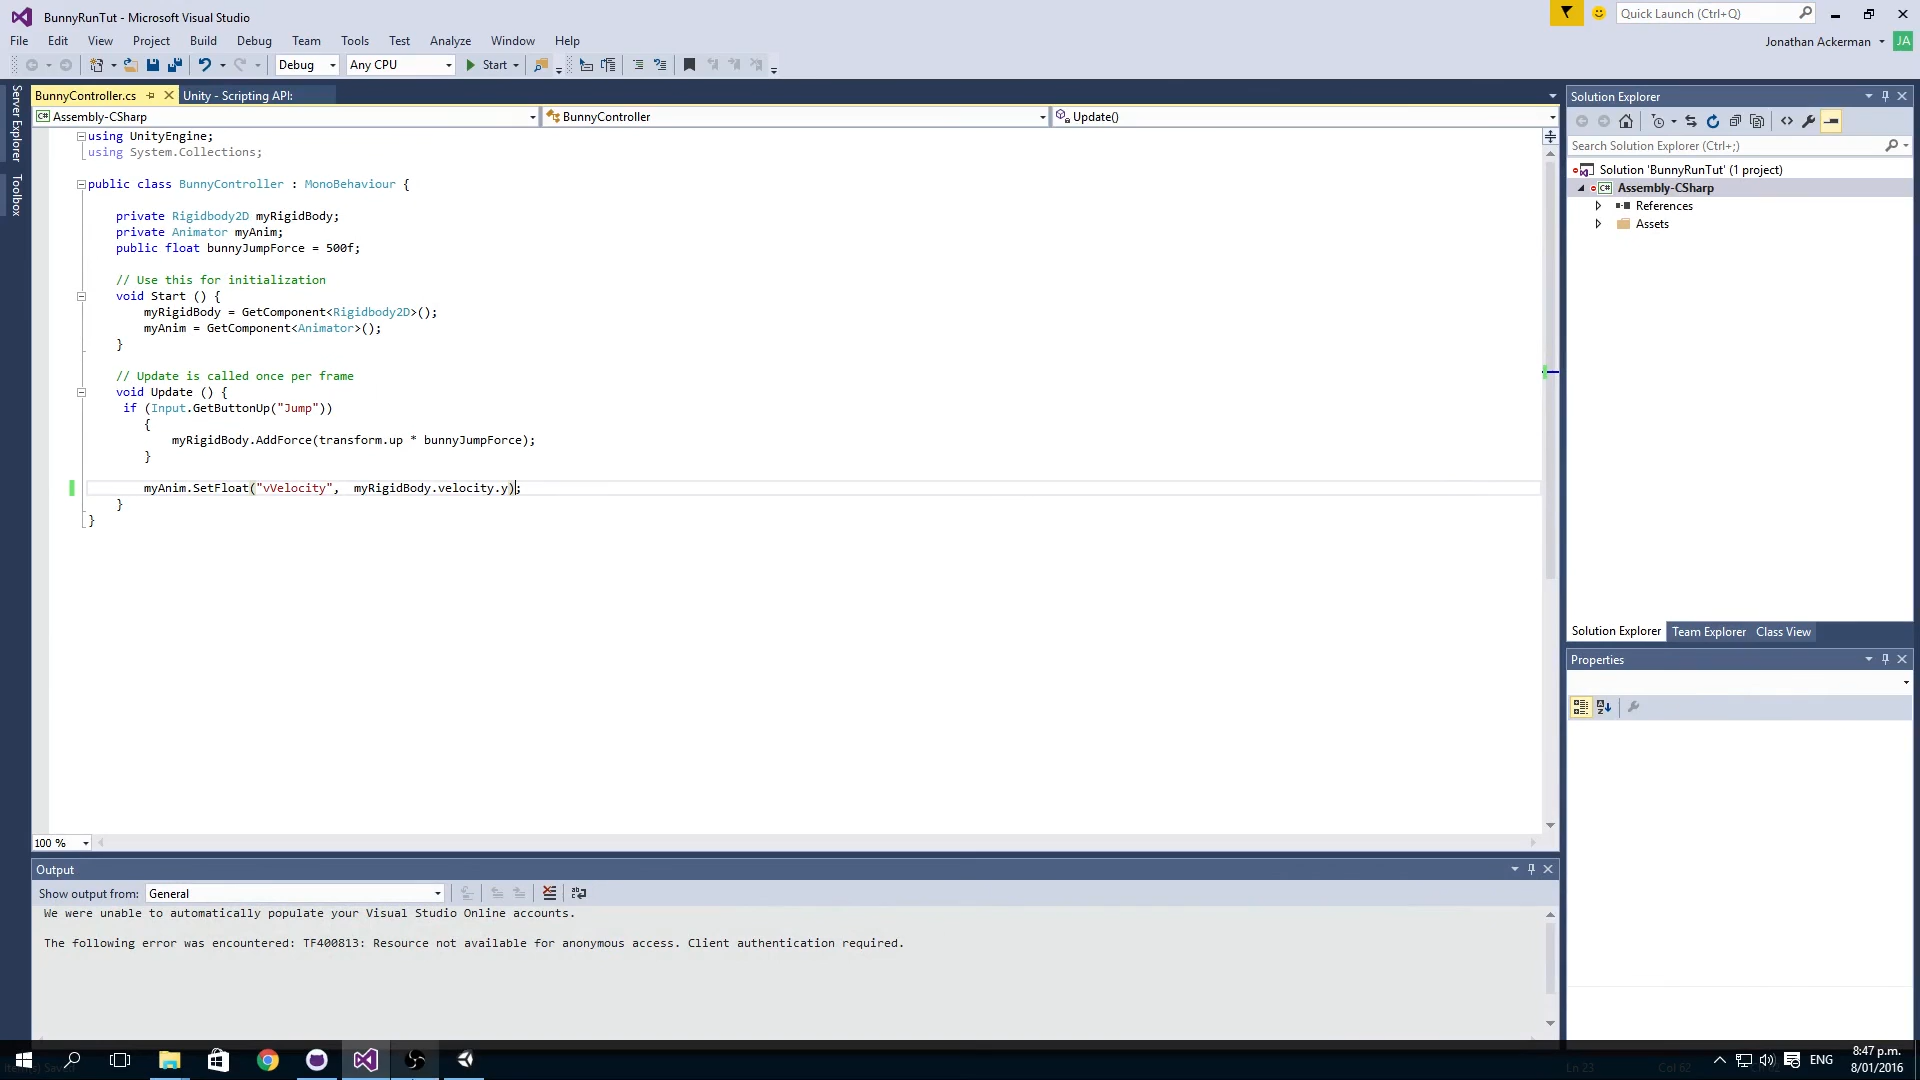 BunnyRunTut - Microsoft Visual Studio
Quick Launch (Ctrl+Q)
File Edit View Project Build Debug Team Tools Test Analyze Window Help
Jonathan Ackerman JA
Debug Any CPU Start
Server Explorer
Toolbox
BunnyController.cs Unity - Scripting API:
Assembly-CSharp BunnyController Update()
using UnityEngine;
using System.Collections;
public class BunnyController : MonoBehaviour {
private Rigidbody2D myRigidBody;
private Animator myAnim;
public float bunnyJumpForce = 500f;
// Use this for initialization
void Start () {
myRigidBody = GetComponent<Rigidbody2D>();
myAnim = GetComponent<Animator>();
}
// Update is called once per frame
void Update () {
if (Input.GetButtonUp("Jump"))
{
myRigidBody.AddForce(transform.up * bunnyJumpForce);
}
myAnim.SetFloat("vVelocity",  myRigidBody.velocity.y);
}
}
100 %
Solution Explorer
Search Solution Explorer (Ctrl+;)
Solution 'BunnyRunTut' (1 project)
Assembly-CSharp
References
Assets
Solution Explorer Team Explorer Class View
Properties
Output
Show output from: General
We were unable to automatically populate your Visual Studio Online accounts.
The following error was encountered: TF400813: Resource not available for anonymous access. Client authentication required.
ENG
8:47 p.m.
8/01/2016
Item(s) Saved
Ln 23 Col 62